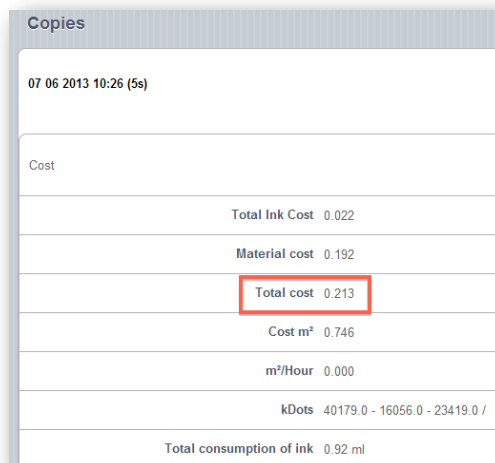 Copies
07 06 2013 10:26 (5s)
Cost
Total Ink Cost 0.022
Material cost 0.192
Total cost 0.213
Cost m² 0.746
m²/Hour 0.000
kDots 40179.0 - 16056.0 - 23419.0 /
Total consumption of ink 0.92 ml